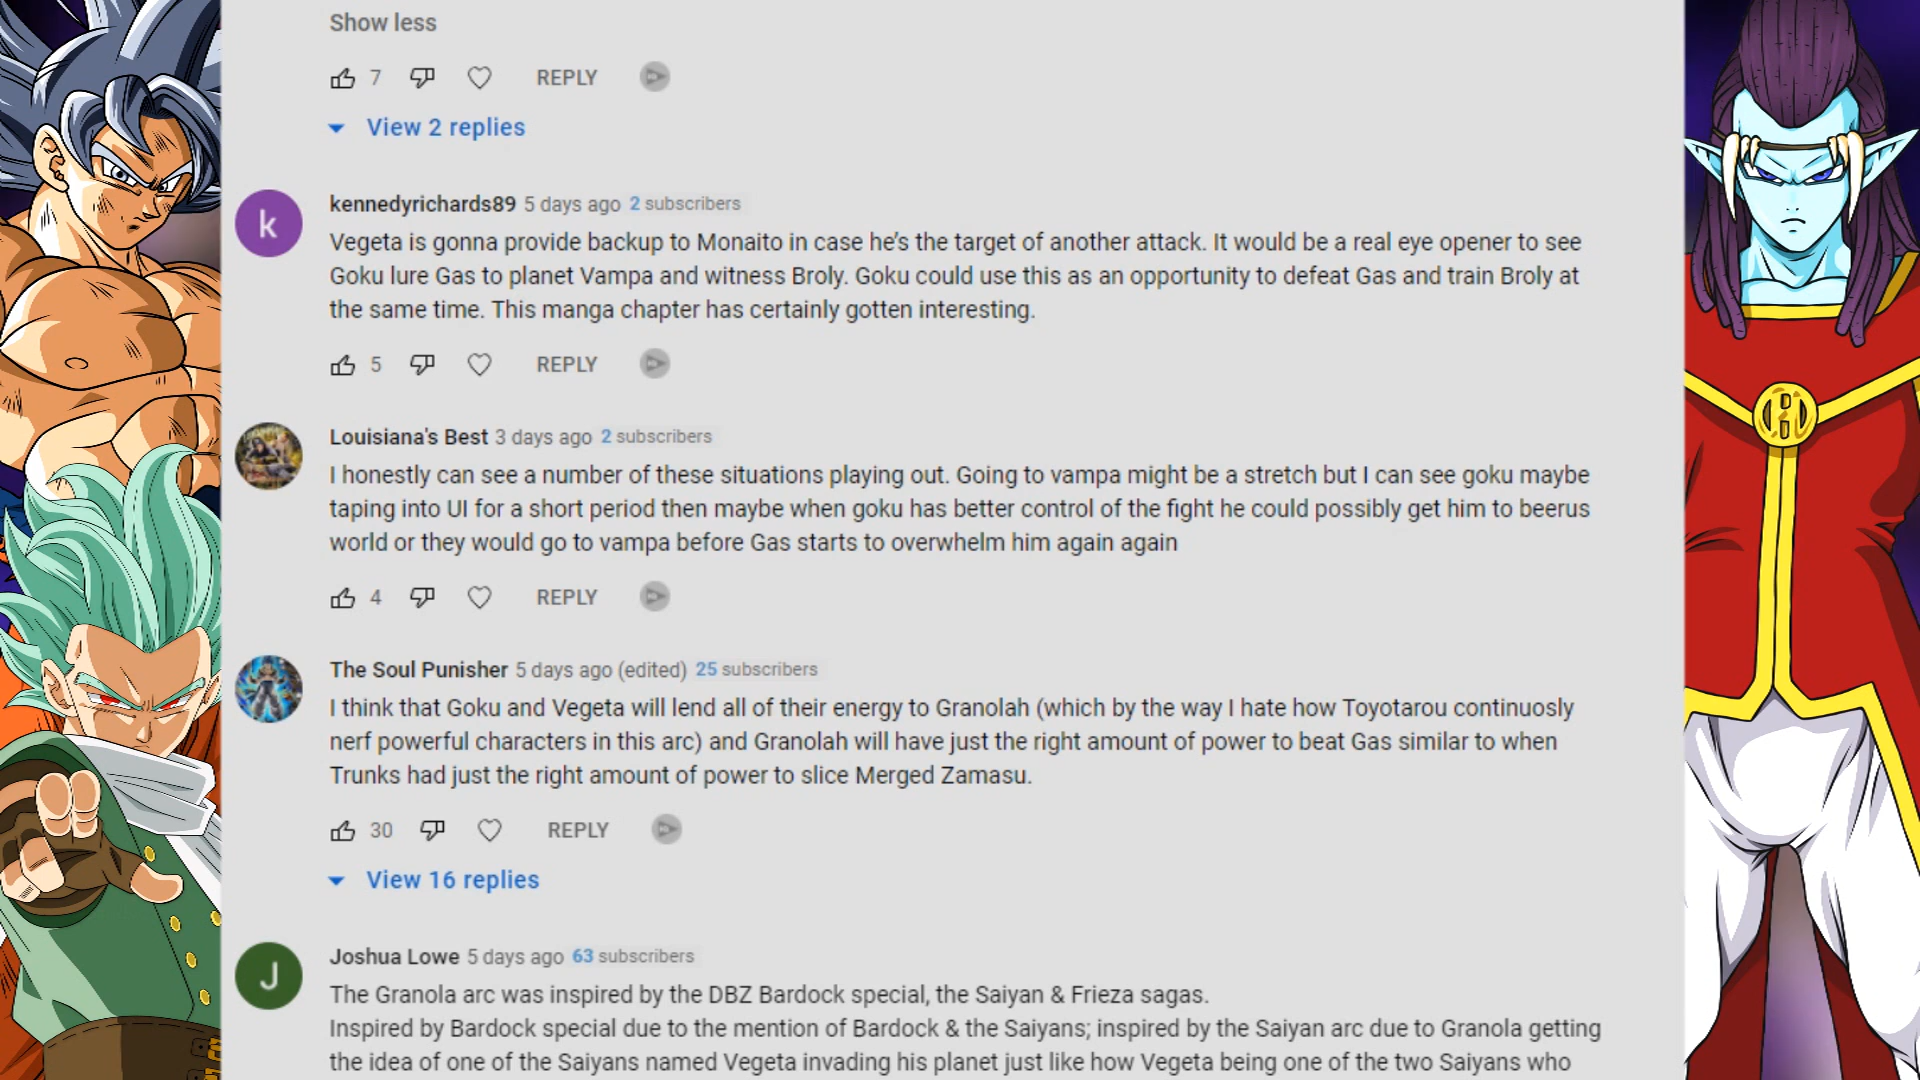 Show less
7 REPLY
View 2 replies
k
kennedyrichards89 5 days ago 2 subscribers
Vegeta is gonna provide backup to Monaito in case he's the target of another attack. It would be a real eye opener to see
Goku lure Gas to planet Vampa and witness Broly. Goku could use this as an opportunity to defeat Gas and train Broly at
the same time. This manga chapter has certainly gotten interesting.
5 REPLY
Louisiana's Best 3 days ago 2 subscribers
I honestly can see a number of these situations playing out. Going to vampa might be a stretch but I can see goku maybe
taping into UI for a short period then maybe when goku has better control of the fight he could possibly get him to beerus
world or they would go to vampa before Gas starts to overwhelm him again again
4 REPLY
The Soul Punisher 5 days ago (edited) 25 subscribers
I think that Goku and Vegeta will lend all of their energy to Granolah (which by the way I hate how Toyotarou continuosly
nerf powerful characters in this arc) and Granolah will have just the right amount of power to beat Gas similar to when
Trunks had just the right amount of power to slice Merged Zamasu.
30 REPLY
View 16 replies
J
Joshua Lowe 5 days ago 63 subscribers
The Granola arc was inspired by the DBZ Bardock special, the Saiyan & Frieza sagas.
Inspired by Bardock special due to the mention of Bardock & the Saiyans; inspired by the Saiyan arc due to Granola getting
the idea of one of the Saiyans named Vegeta invading his planet just like how Vegeta being one of the two Saiyans who